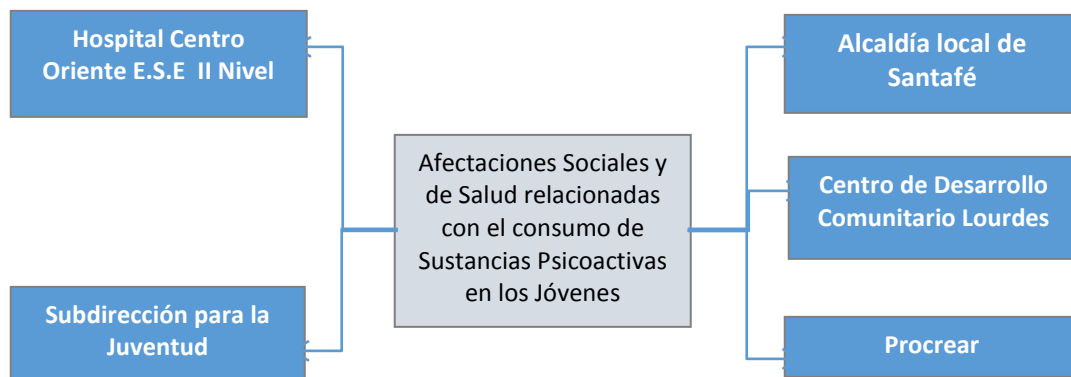 Hospital Centro
Oriente E.S.E II Nivel
Subdirección para la
Juventud
Afectaciones Sociales y
de Salud relacionadas
con el consumo de
Sustancias Psicoactivas
en los Jóvenes
Alcaldía local de
Santafé
Centro de Desarrollo
Comunitario Lourdes
Procrear